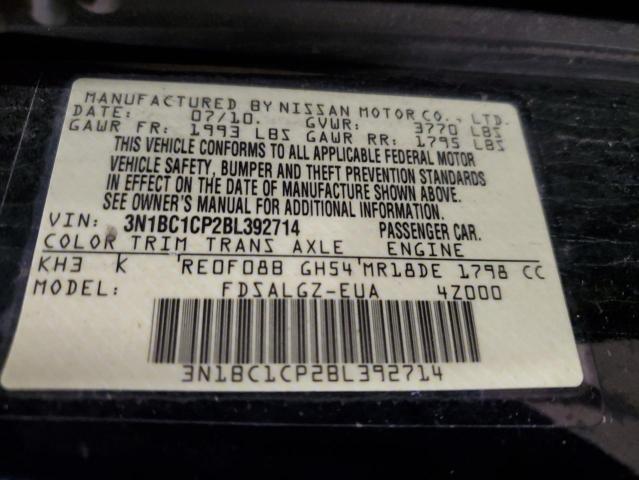 MANUFACTURED BY NISSAN MOTOR CO., LTD.
DATE: 07/10. GVWR: 3770 LBS
GAWR FR: 1993 LBS GAWR RR: 1795 LBS
THIS VEHICLE CONFORMS TO ALL APPLICABLE FEDERAL MOTOR
VEHICLE SAFETY, BUMPER AND THEFT PREVENTION STANDARDS
IN EFFECT ON THE DATE OF MANUFACTURE SHOWN ABOVE.
SEE OWNER'S MANUAL FOR ADDITIONAL INFORMATION.
VIN: 3N1BC1CP2BL392714 PASSENGER CAR.
COLOR TRIM TRANS AXLE ENGINE
KH3 K RE0F08B GH54 MR18DE 1798 CC
MODEL: FDSALGZ-EUA 4Z000
3N1BC1CP2BL392714